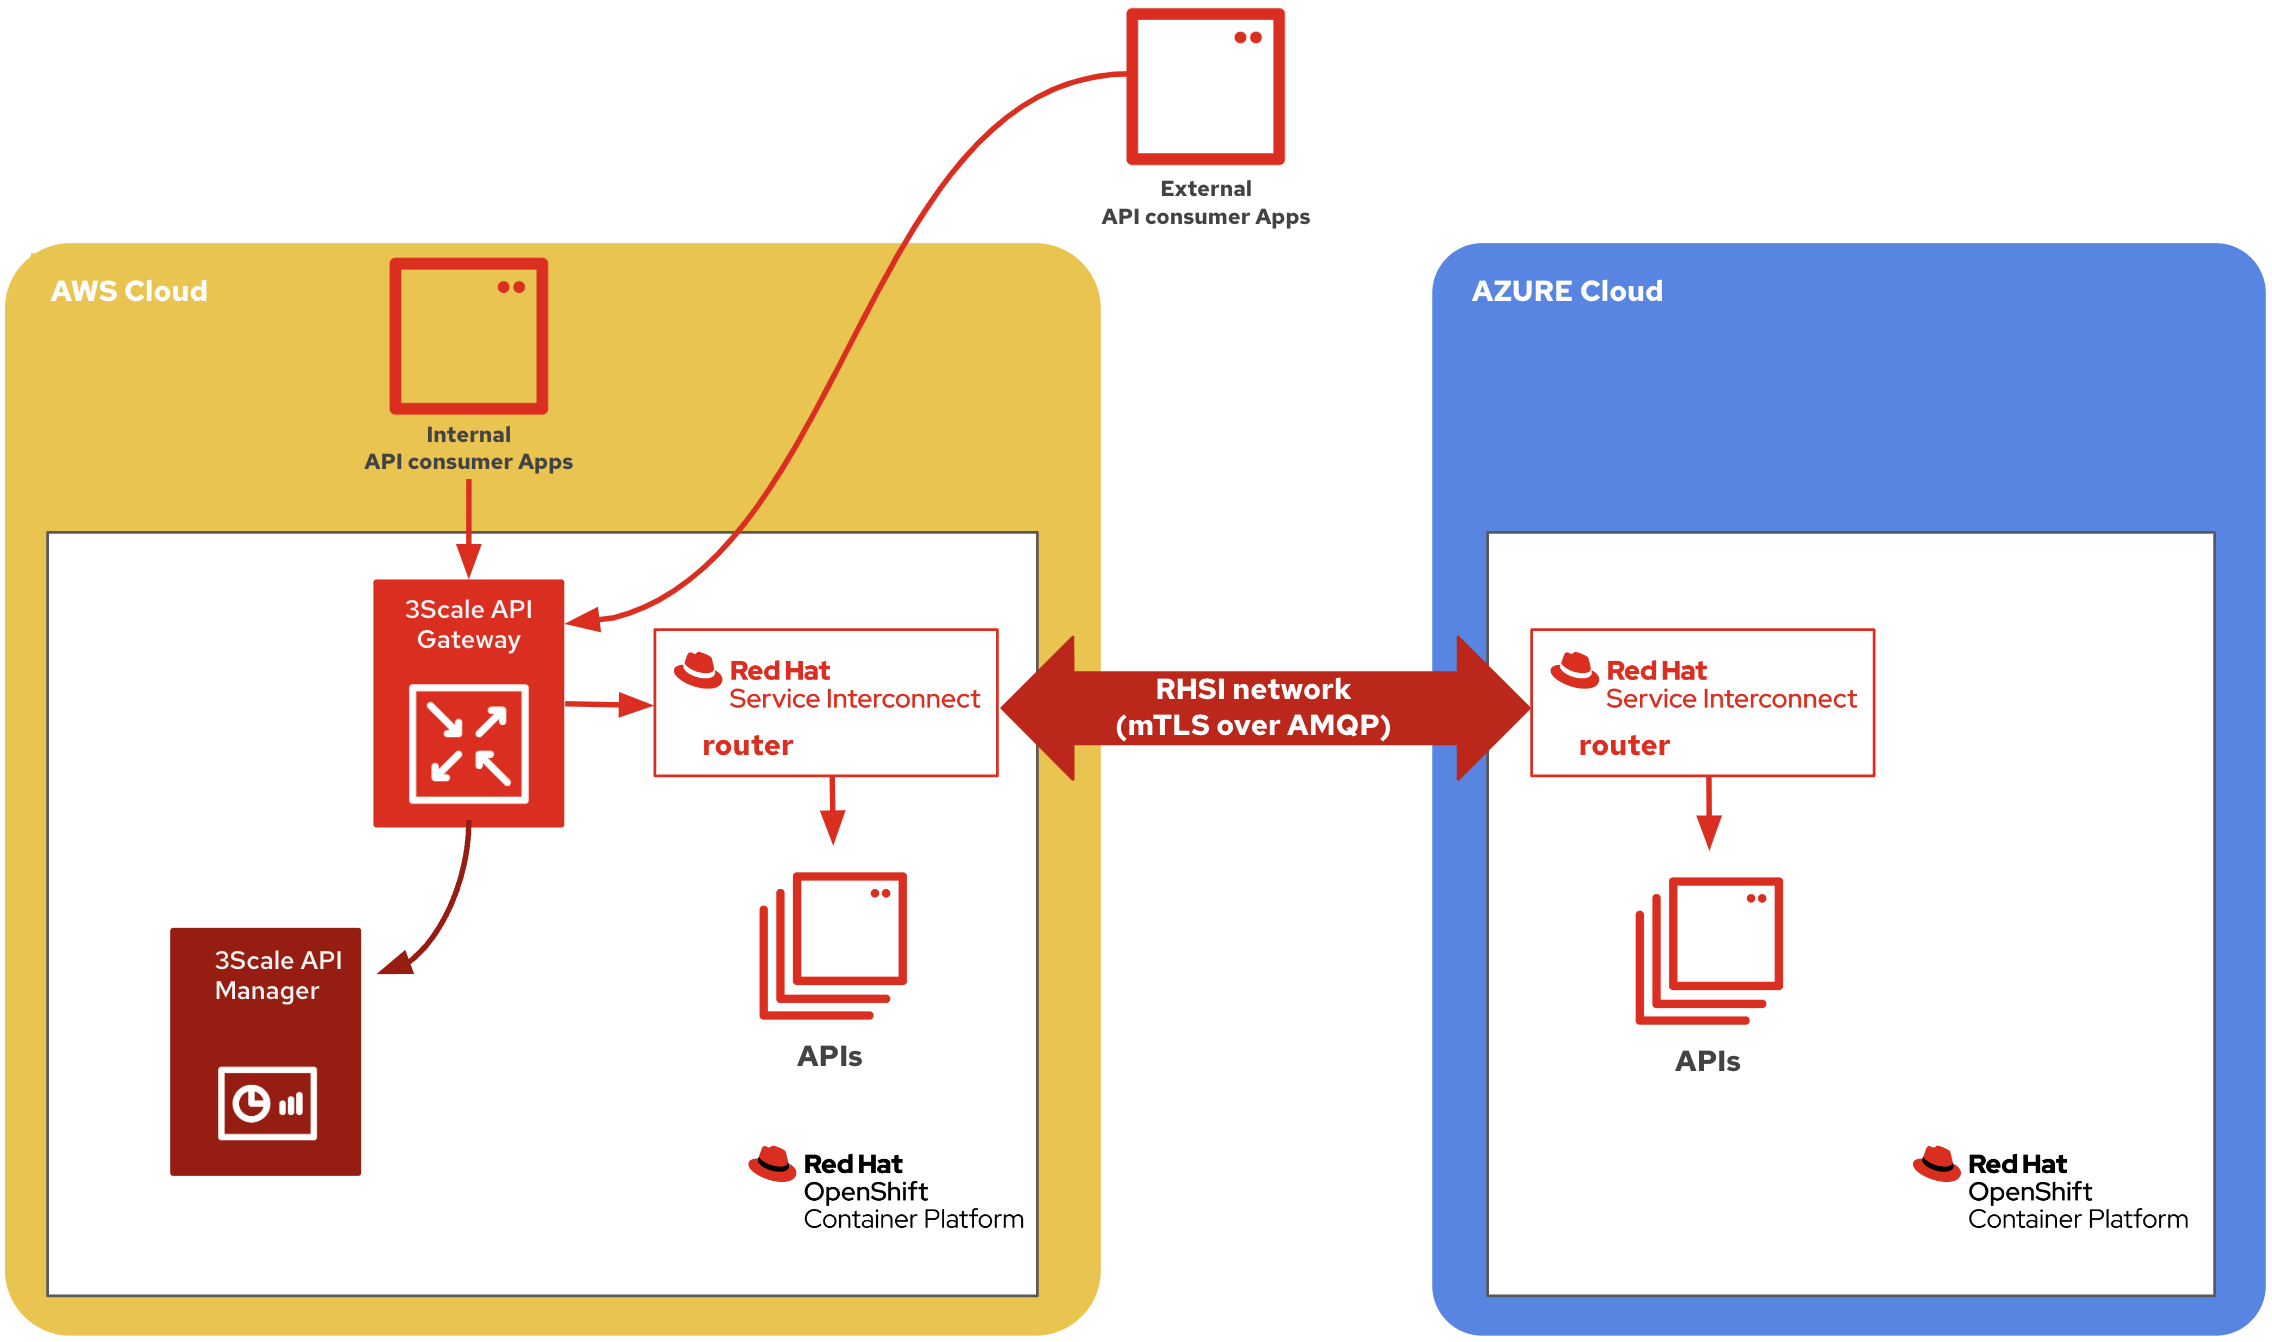 External
API consumer Apps
AWS Cloud
AZURE Cloud
Internal
API consumer Apps
3Scale API
Gateway
Red Hat
Service Interconnect
router
RHSI network
(mTLS over AMQP)
Red Hat
Service Interconnect
router
3Scale API
Manager
APIs
APIs
Red Hat
OpenShift
Container Platform
Red Hat
OpenShift
Container Platform